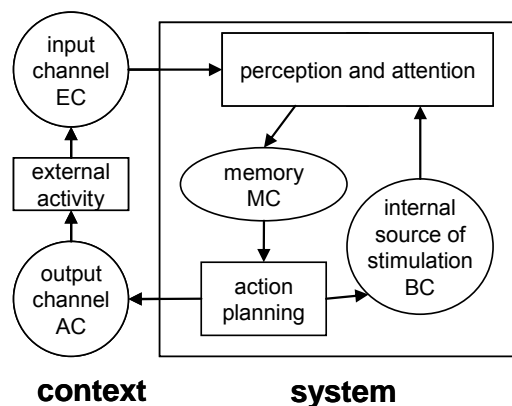 input
channel
EC
perception and attention
external
activity
memory
MC
internal
source of
stimulation
BC
output
channel
AC
action
planning
context
system